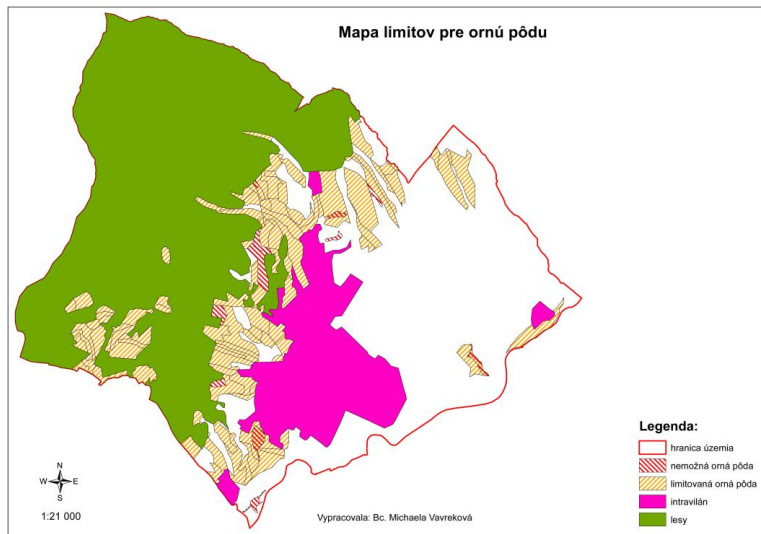 Mapa limitov pre ornú pôdu
Legenda:
hranica územia
nemožná orná pôda
limitovaná orná pôda
intravilán
lesy
N
W E
S
1:21 000
Vypracovala: Bc. Michaela Vavreková